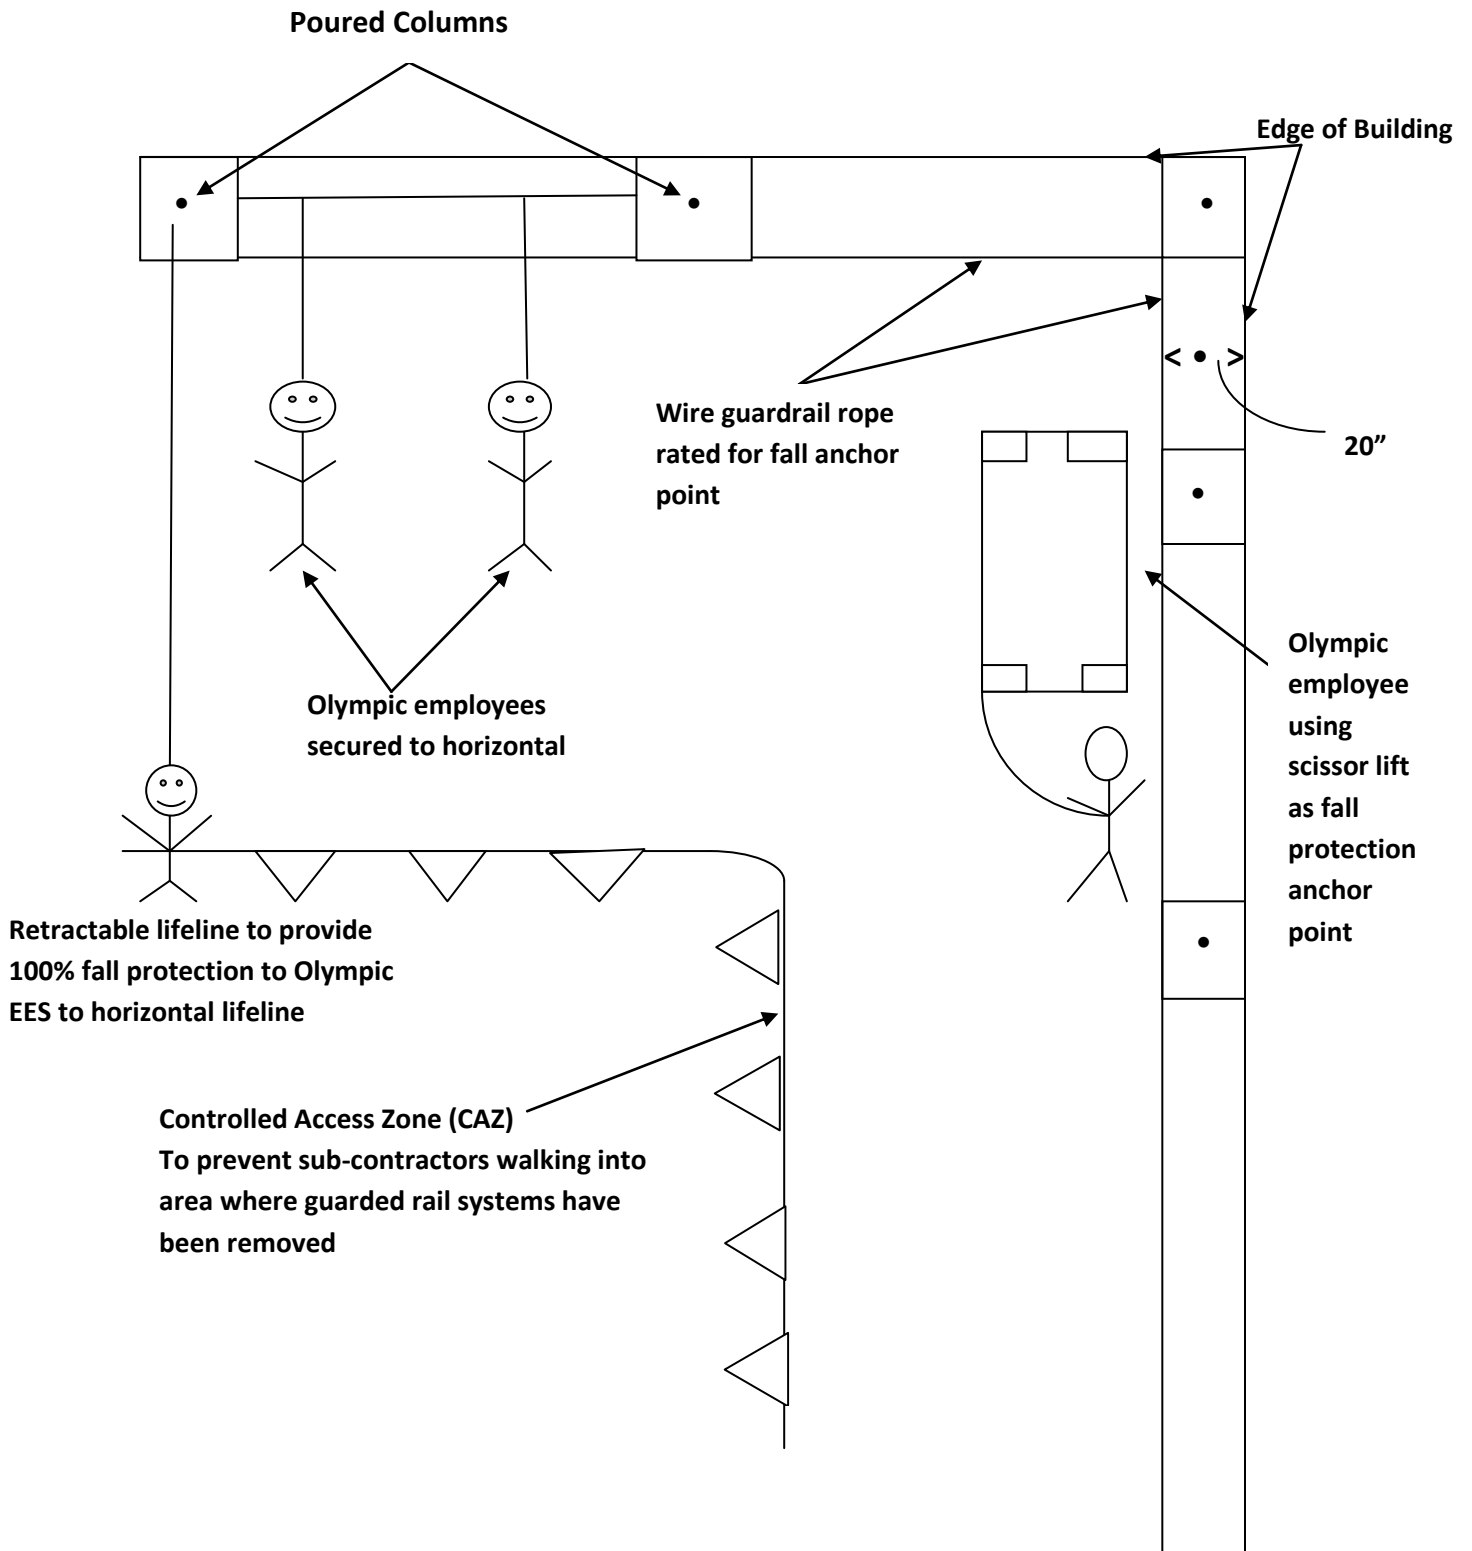 Poured Columns
Edge of Building
Wire guardrail rope
rated for fall anchor
point
20”
Olympic
employee
using
scissor lift
as fall
protection
anchor
point
Olympic employees
secured to horizontal
Retractable lifeline to provide
100% fall protection to Olympic
EES to horizontal lifeline
Controlled Access Zone (CAZ)
To prevent sub-contractors walking into
area where guarded rail systems have
been removed